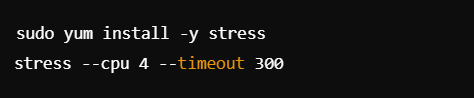 sudo yum install -y stress
stress --cpu 4 --timeout 300